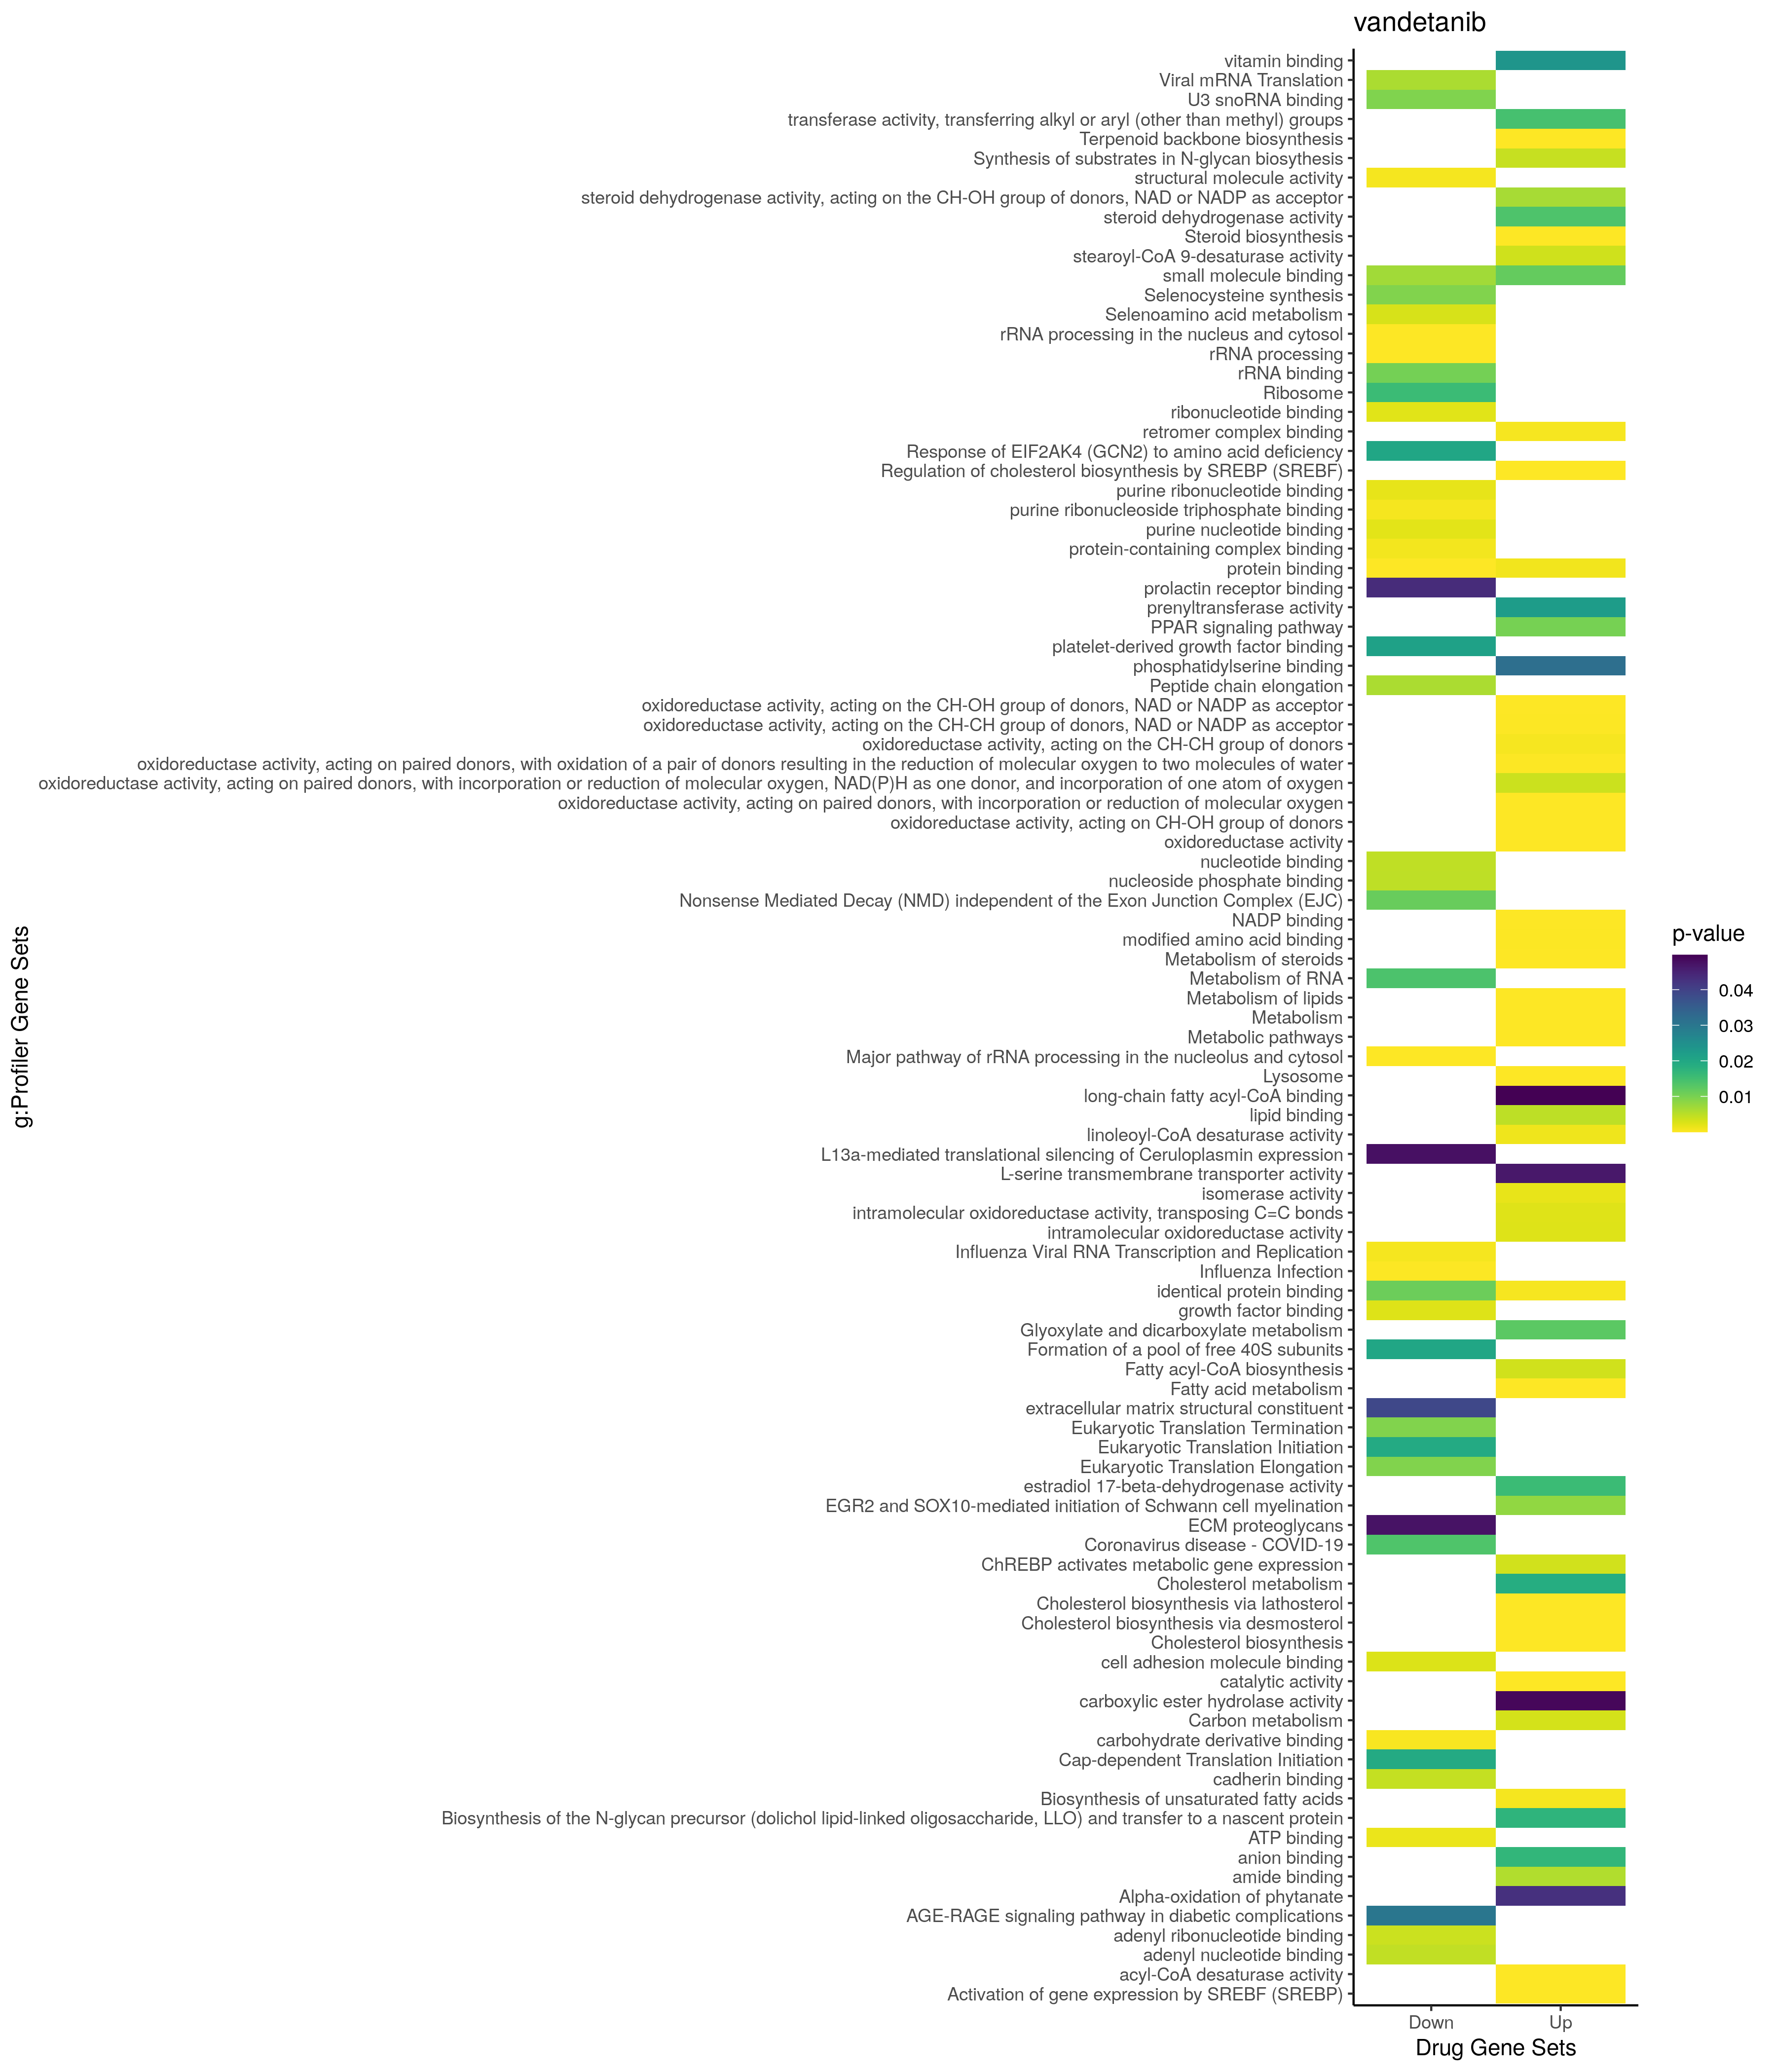 vandetanib
vitamin binding
Viral mRNA Translation
U3 snoRNA binding
transferase activity, transferring alkyl or aryl (other than methyl) groups
Terpenoid backbone biosynthesis
Synthesis of substrates in N-glycan biosythesis
structural molecule activity
steroid dehydrogenase activity, acting on the CH-OH group of donors, NAD or NADP as acceptor
steroid dehydrogenase activity
Steroid biosynthesis
stearoyl-CoA 9-desaturase activity
small molecule binding
Selenocysteine synthesis
Selenoamino acid metabolism
rRNA processing in the nucleus and cytosol
rRNA processing
rRNA binding
Ribosome
ribonucleotide binding
retromer complex binding
Response of EIF2AK4 (GCN2) to amino acid deficiency
Regulation of cholesterol biosynthesis by SREBP (SREBF)
purine ribonucleotide binding
purine ribonucleoside triphosphate binding
purine nucleotide binding
protein-containing complex binding
protein binding
prolactin receptor binding
prenyltransferase activity
PPAR signaling pathway
platelet-derived growth factor binding
phosphatidylserine binding
Peptide chain elongation
oxidoreductase activity, acting on the CH-OH group of donors, NAD or NADP as acceptor
oxidoreductase activity, acting on the CH-CH group of donors, NAD or NADP as acceptor
oxidoreductase activity, acting on the CH-CH group of donors
oxidoreductase activity, acting on paired donors, with oxidation of a pair of donors resulting in the reduction of molecular oxygen to two molecules of water
oxidoreductase activity, acting on paired donors, with incorporation or reduction of molecular oxygen, NAD(P)H as one donor, and incorporation of one atom of oxygen
oxidoreductase activity, acting on paired donors, with incorporation or reduction of molecular oxygen
oxidoreductase activity, acting on CH-OH group of donors
oxidoreductase activity
nucleotide binding
nucleoside phosphate binding
Nonsense Mediated Decay (NMD) independent of the Exon Junction Complex (EJC)
NADP binding
modified amino acid binding
Metabolism of steroids
Metabolism of RNA
Metabolism of lipids
Metabolism
Metabolic pathways
Major pathway of rRNA processing in the nucleolus and cytosol
Lysosome
long-chain fatty acyl-CoA binding
lipid binding
linoleoyl-CoA desaturase activity
L13a-mediated translational silencing of Ceruloplasmin expression
L-serine transmembrane transporter activity
isomerase activity
intramolecular oxidoreductase activity, transposing C=C bonds
intramolecular oxidoreductase activity
Influenza Viral RNA Transcription and Replication
Influenza Infection
identical protein binding
growth factor binding
Glyoxylate and dicarboxylate metabolism
Formation of a pool of free 40S subunits
Fatty acyl-CoA biosynthesis
Fatty acid metabolism
extracellular matrix structural constituent
Eukaryotic Translation Termination
Eukaryotic Translation Initiation
Eukaryotic Translation Elongation
estradiol 17-beta-dehydrogenase activity
EGR2 and SOX10-mediated initiation of Schwann cell myelination
ECM proteoglycans
Coronavirus disease - COVID-19
ChREBP activates metabolic gene expression
Cholesterol metabolism
Cholesterol biosynthesis via lathosterol
Cholesterol biosynthesis via desmosterol
Cholesterol biosynthesis
cell adhesion molecule binding
catalytic activity
carboxylic ester hydrolase activity
Carbon metabolism
carbohydrate derivative binding
Cap-dependent Translation Initiation
cadherin binding
Biosynthesis of unsaturated fatty acids
Biosynthesis of the N-glycan precursor (dolichol lipid-linked oligosaccharide, LLO) and transfer to a nascent protein
ATP binding
anion binding
amide binding
Alpha-oxidation of phytanate
AGE-RAGE signaling pathway in diabetic complications
adenyl ribonucleotide binding
adenyl nucleotide binding
acyl-CoA desaturase activity
Activation of gene expression by SREBF (SREBP)
Down
Up
Drug Gene Sets
g:Profiler Gene Sets
p-value
0.04
0.03
0.02
0.01